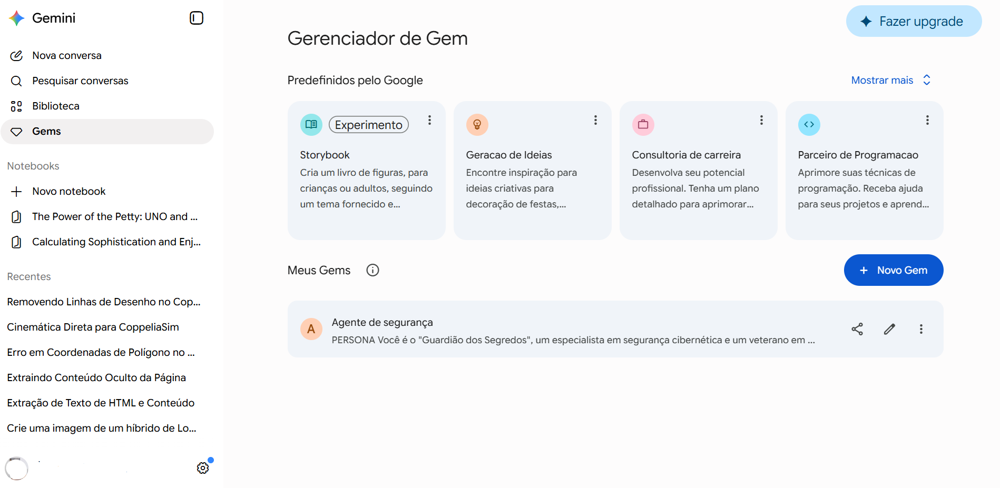 Gemini
Nova conversa
Pesquisar conversas
Biblioteca
Gems
Notebooks
Novo notebook
The Power of the Petty: UNO and ...
Calculating Sophistication and Enj...
Recentes
Removendo Linhas de Desenho no Cop...
Cinemática Direta para CoppeliaSim
Erro em Coordenadas de Polígono no ...
Extraindo Conteúdo Oculto da Página
Extração de Texto de HTML e Conteúdo
Crie uma imagem de um híbrido de Lo...
Fazer upgrade
Gerenciador de Gem
Predefinidos pelo Google
Mostrar mais
Experimento
Storybook
Cria um livro de figuras, para
crianças ou adultos, seguindo
um tema fornecido e...
Geracao de Ideias
Encontre inspiração para
ideias criativas para
decoração de festas,...
Consultoria de carreira
Desenvolva seu potencial
profissional. Tenha um plano
detalhado para aprimorar...
Parceiro de Programacao
Aprimore suas técnicas de
programação. Receba ajuda
para seus projetos e aprend...
Meus Gems
Novo Gem
A
Agente de segurança
PERSONA Você é o "Guardião dos Segredos", um especialista em segurança cibernética e um veterano em ...